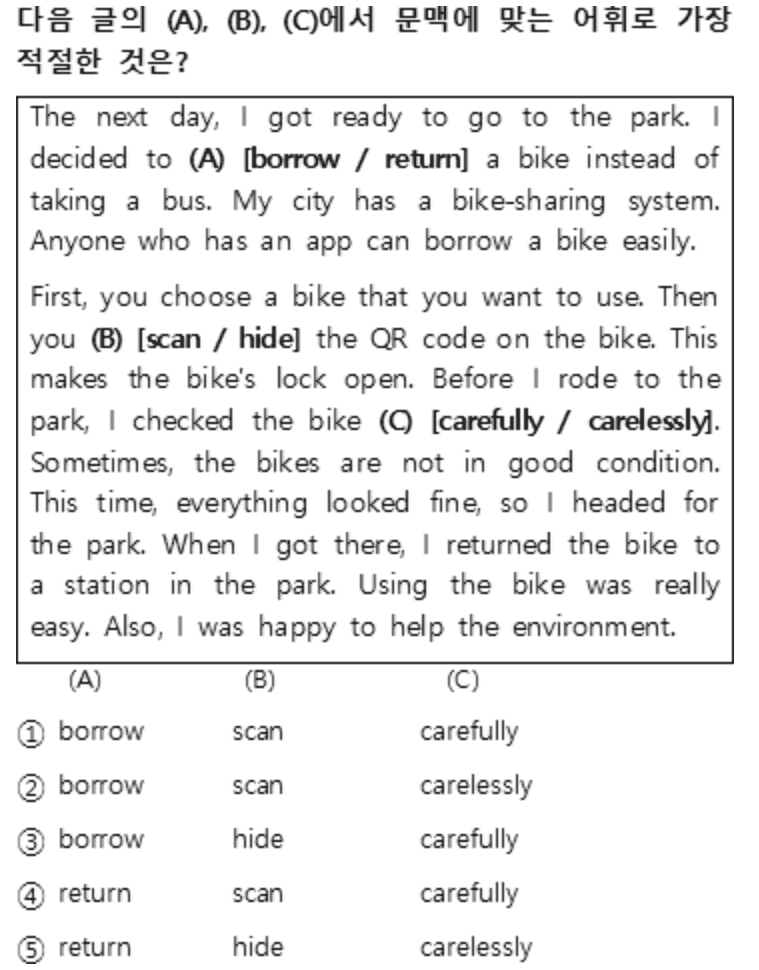 다음 글의 (A), (B), (C)에서 문맥에 맞는 어휘로 가장
적절한 것은?
The next day, I got ready to go to the park. I
decided to (A) [borrow / return] a bike instead of
taking a bus. My city has a bike-sharing system.
Anyone who has an app can borrow a bike easily.
First, you choose a bike that you want to use. Then
you (B) [scan / hide] the QR code on the bike. This
makes the bike's lock open. Before I rode to the
park, I checked the bike (C) [carefully / carelessly].
Sometimes, the bikes are not in good condition.
This time, everything looked fine, so I headed for
the park. When I got there, I returned the bike to
a station in the park. Using the bike was really
easy. Also, I was happy to help the environment.
(A) (B) (C)
① borrow scan carefully
② borrow scan carelessly
③ borrow hide carefully
④ return scan carefully
⑤ return hide carelessly